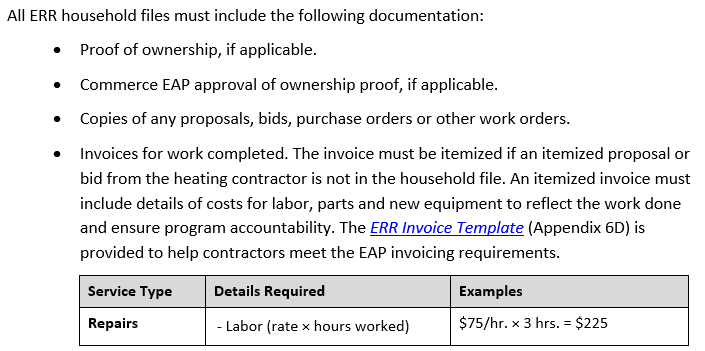 All ERR household files must include the following documentation:
• Proof of ownership, if applicable.
• Commerce EAP approval of ownership proof, if applicable.
• Copies of any proposals, bids, purchase orders or other work orders.
• Invoices for work completed. The invoice must be itemized if an itemized proposal or
bid from the heating contractor is not in the household file. An itemized invoice must
include details of costs for labor, parts and new equipment to reflect the work done
and ensure program accountability. The ERR Invoice Template (Appendix 6D) is
provided to help contractors meet the EAP invoicing requirements.
Service Type Details Required Examples
Repairs - Labor (rate × hours worked) $75/hr. × 3 hrs. = $225